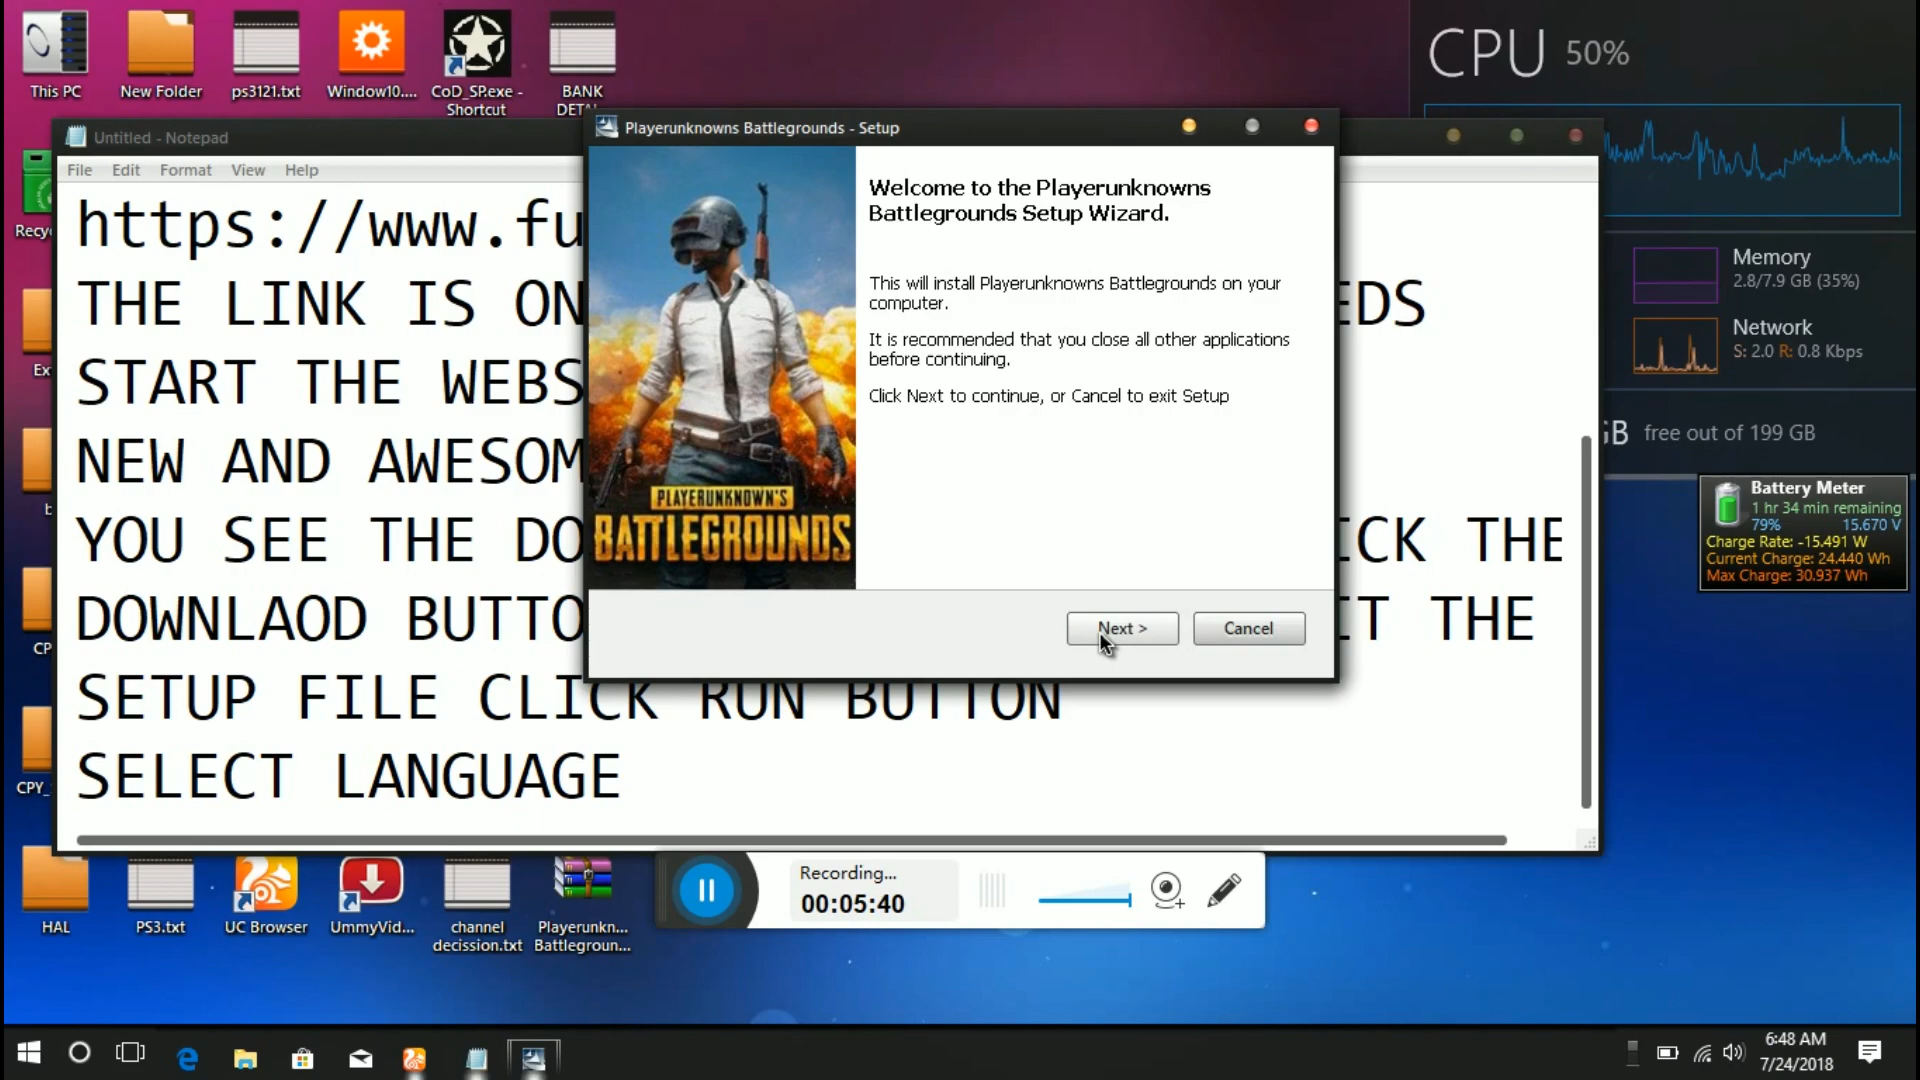 This PC
New Folder
ps3121.txt
Window10....
CoD_SP.exe -
Shortcut
BANK
CPU 50%
Untitled - Notepad
File Edit Format View Help
Playerunknowns Battlegrounds - Setup
https://www.fu
THE LINK IS ON
EDS
START THE WEBS
NEW AND AWESOM
YOU SEE THE DO
CK THE
DOWNLAOD BUTTO
IT THE
SETUP FILE CLICK RUN BUTTON
SELECT LANGUAGE
Welcome to the Playerunknowns
Battlegrounds Setup Wizard.
This will install Playerunknowns Battlegrounds on your
computer.
It is recommended that you close all other applications
before continuing.
Click Next to continue, or Cancel to exit Setup
PLAYERUNKNOWN'S
BATTLEGROUNDS
Next >
Cancel
Memory
2.8/7.9 GB (35%)
Network
S: 2.0 R: 0.8 Kbps
GB free out of 199 GB
Battery Meter
1 hr 34 min remaining
79% 15.670 V
Charge Rate: -15.491 W
Current Charge: 24.440 Wh
Max Charge: 30.937 Wh
Recy
Ex
CP
CPY_
HAL
PS3.txt
UC Browser
UmmyVid...
channel
decission.txt
Playerunkn...
Battlegroun...
Recording...
00:05:40
6:48 AM
7/24/2018